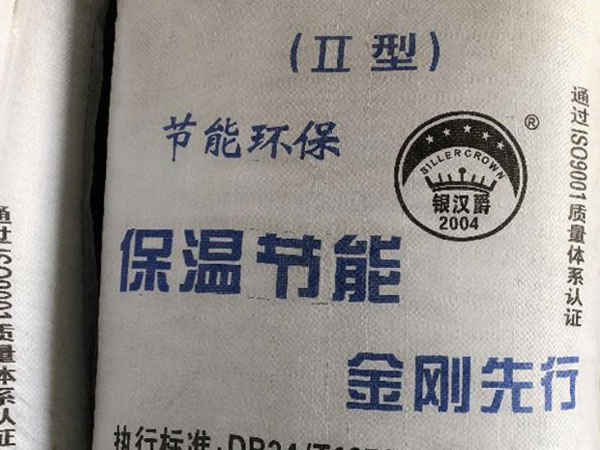 （II型）
节能环保
SILLERCROWN
银汉爵
2004
®
通过ISO9001质量体系认证
保温节能
金刚先行
执行标准:DB34/T
通过ISO9001质量体系认证